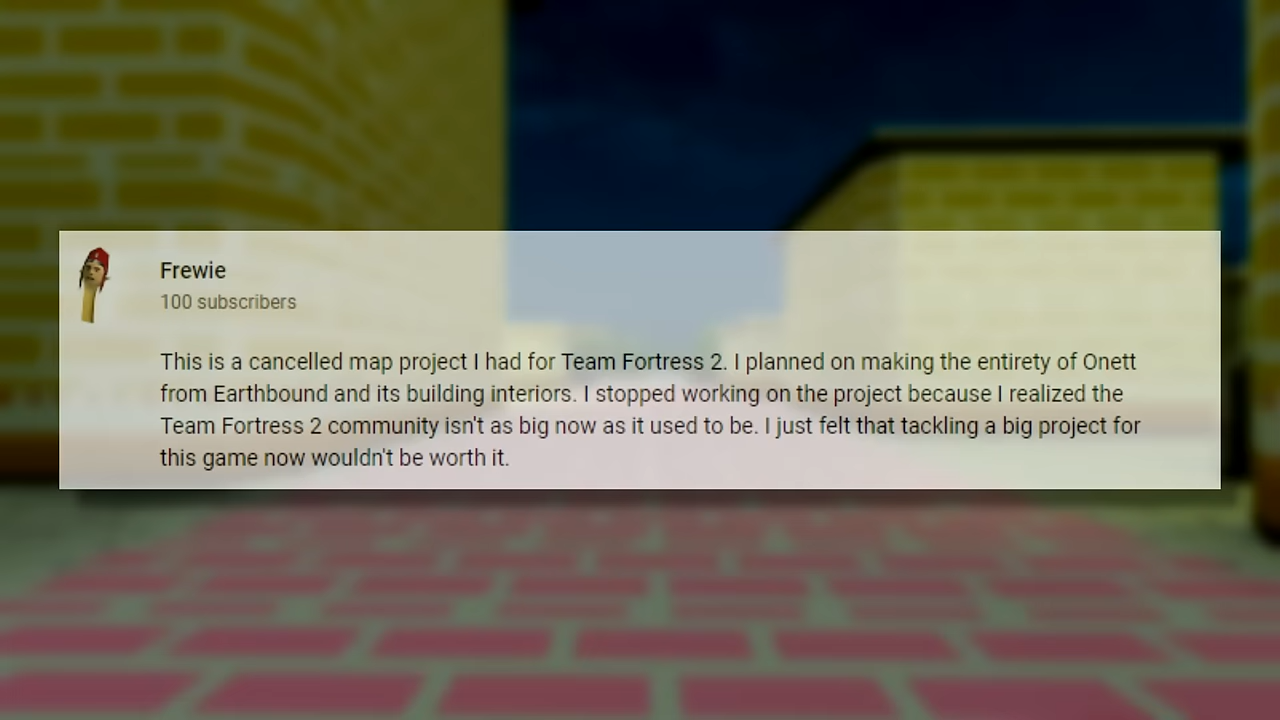 Frewie
100 subscribers
This is a cancelled map project I had for Team Fortress 2. I planned on making the entirety of Onett
from Earthbound and its building interiors. I stopped working on the project because I realized the
Team Fortress 2 community isn't as big now as it used to be. I just felt that tackling a big project for
this game now wouldn't be worth it.